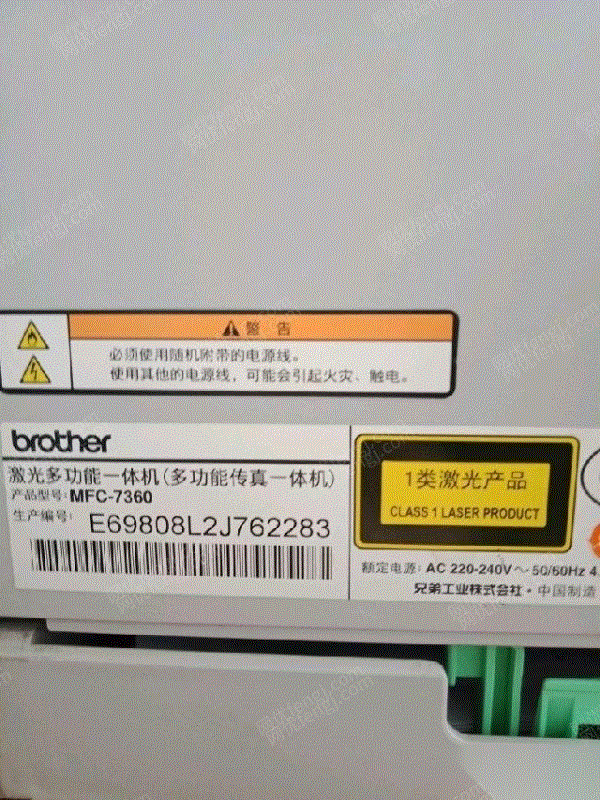 警 告
必须使用随机附带的电源线。
使用其他的电源线，可能会引起火灾、触电。
brother
激光多功能一体机(多功能传真一体机)
产品型号: MFC-7360
生产编号: E69808L2J762283
1类激光产品
CLASS 1 LASER PRODUCT
额定电源: AC 220-240V～ 50/60Hz 4.
兄弟工业株式会社·中国制造